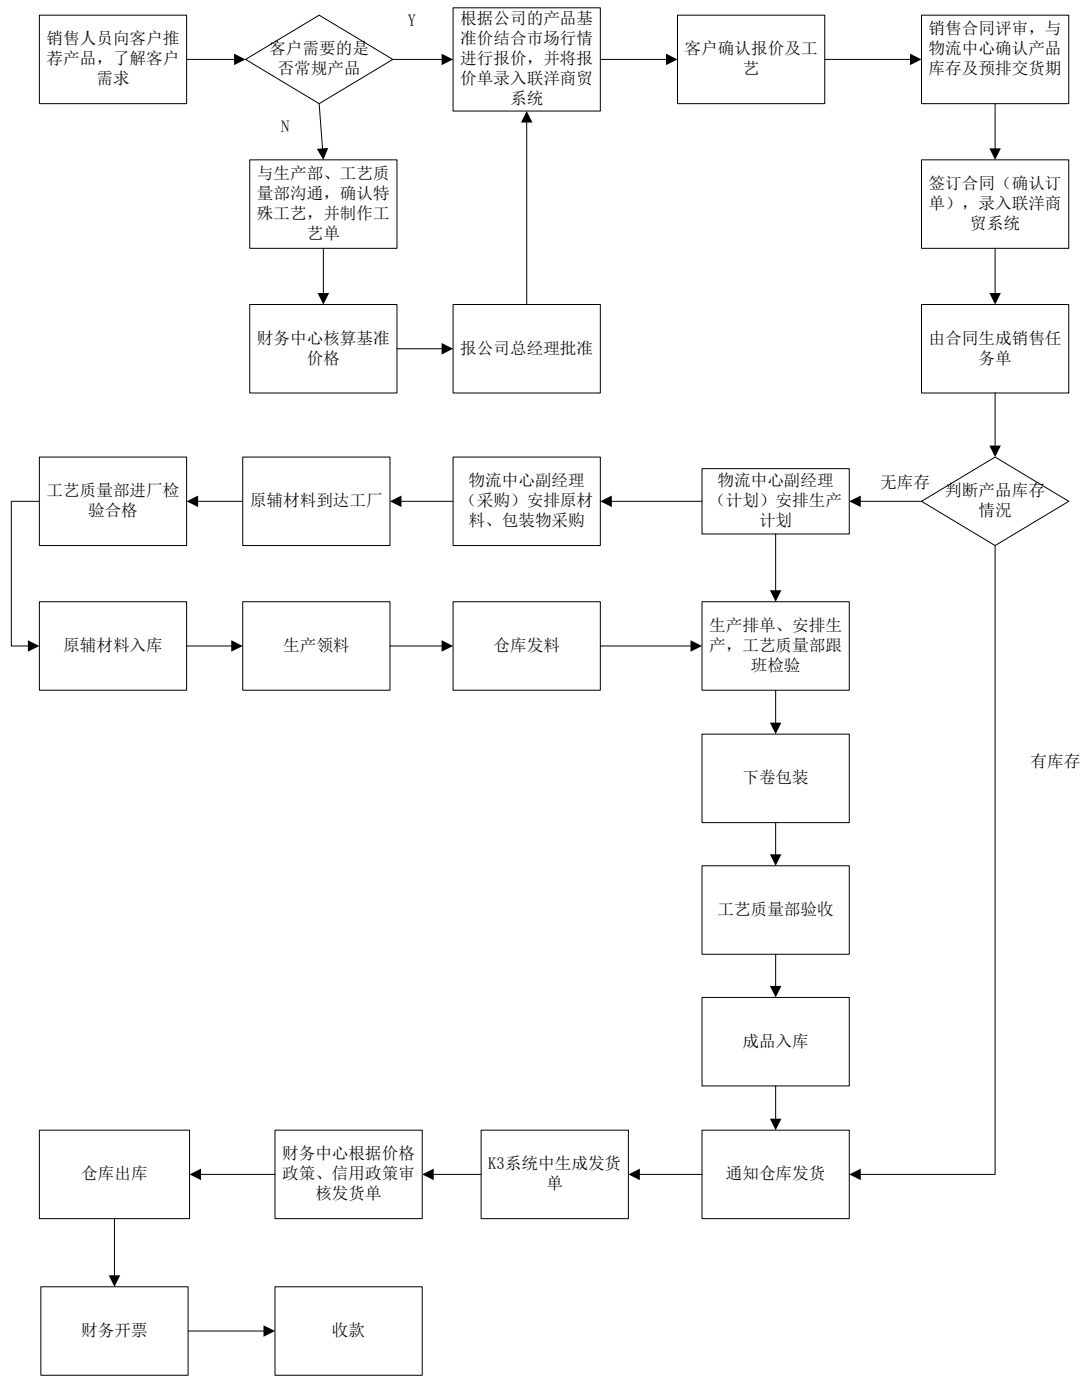 销售人员向客户推
荐产品，了解客户
需求
客户需要的是
否常规产品
Y
根据公司的产品基
准价结合市场行情
进行报价，并将报
价单录入联洋商贸
系统
客户确认报价及工
艺
销售合同评审，与
物流中心确认产品
库存及预排交货期
N
与生产部、工艺质
量部沟通，确认特
殊工艺，并制作工
艺单
签订合同（确认订
单），录入联洋商
贸系统
财务中心核算基准
价格
报公司总经理批准
由合同生成销售任
务单
工艺质量部进厂检
验合格
原辅材料到达工厂
物流中心副经理
（采购）安排原材
料、包装物采购
物流中心副经理
（计划）安排生产
计划
无库存
判断产品库存
情况
原辅材料入库
生产领料
仓库发料
生产排单、安排生
产，工艺质量部跟
班检验
有库存
下卷包装
工艺质量部验收
成品入库
仓库出库
财务中心根据价格
政策、信用政策审
核发货单
K3系统中生成发货
单
通知仓库发货
财务开票
收款